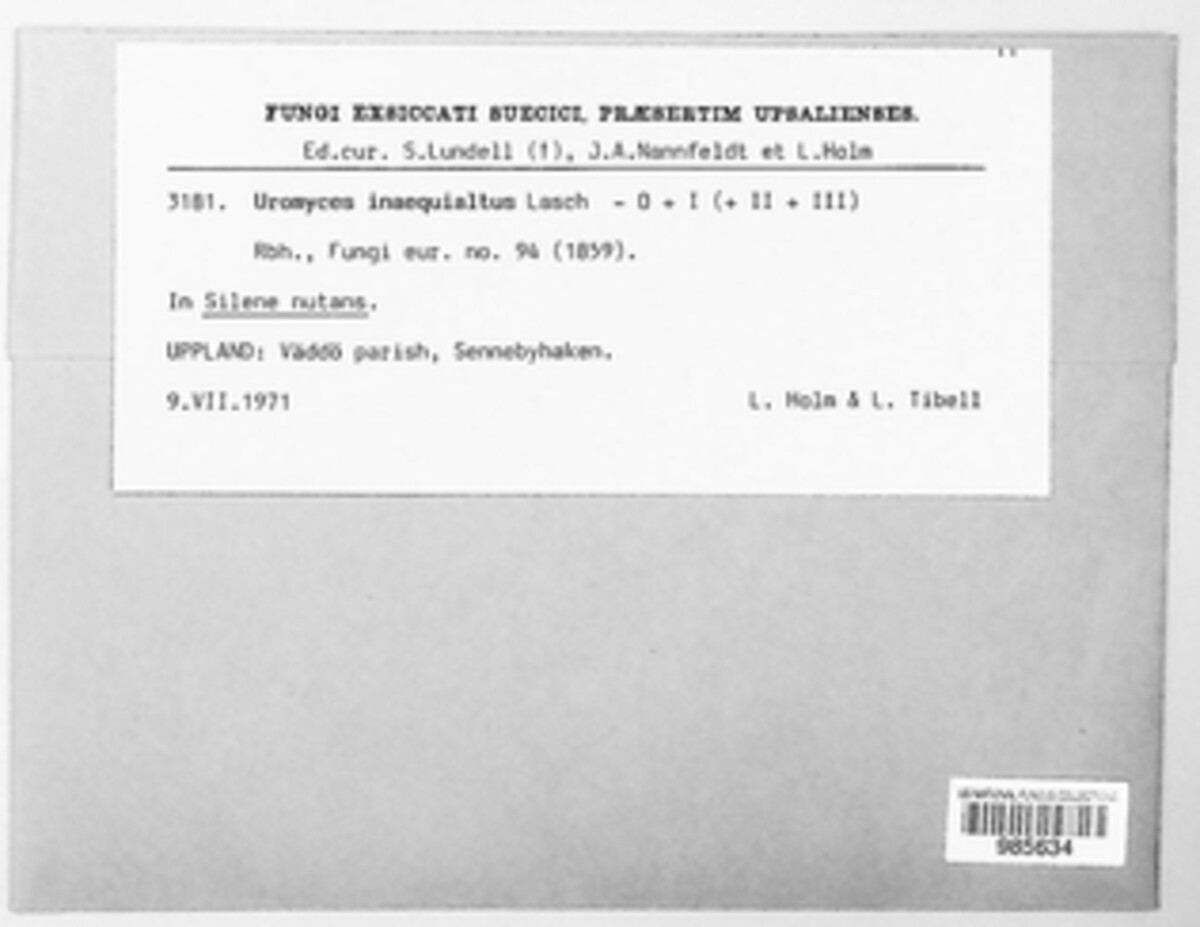 FUNGI EXSICCATI SUECICI, PRÆSERTIM UPSALIENSES.
Ed.cur. S.Lundell (†), J.A.Nannfeldt et L.Holm
3181. Uromyces inaequialtus Lasch - 0 + I (+ II + III)
Rbh., Fungi eur. no. 94 (1859).
In Silene nutans.
UPPLAND: Väddö parish, Sennebyhaken.
9.VII.1971 L. Holm & L. Tibell
985634